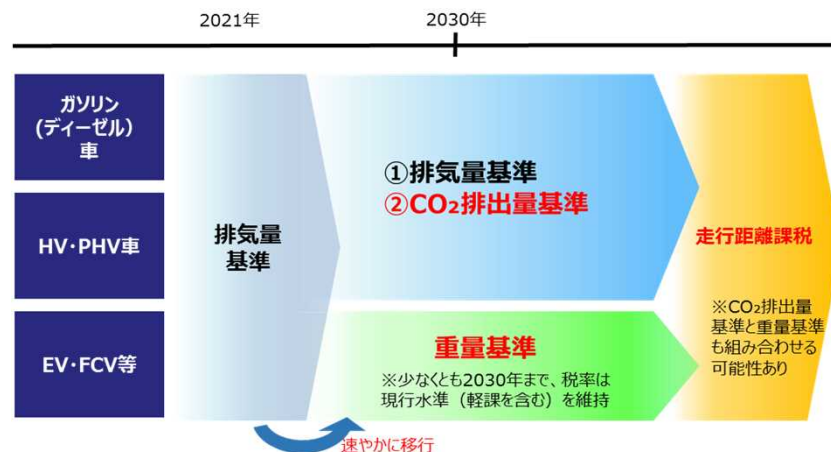 2021年
2030年
ガソリン
(ディーゼル）
車
HV・PHV車
EV・FCV等
排気量
基準
①排気量基準
②CO₂排出量基準
重量基準
※少なくとも2030年まで、税率は
現行水準（軽課を含む）を維持
速やかに移行
走行距離課税
※CO₂排出量
基準と重量基準
も組み合わせる
可能性あり